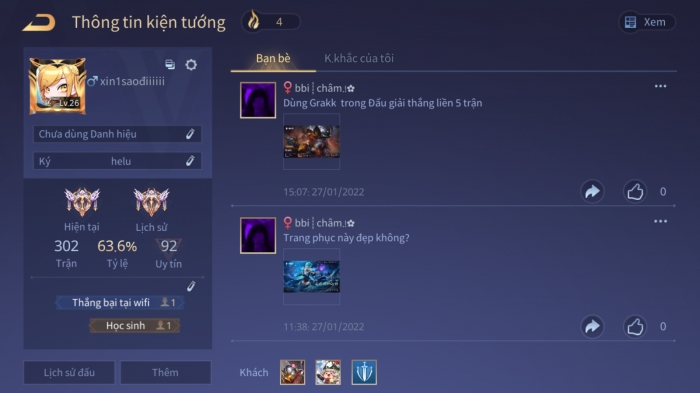 Thông tin kiện tướng
4
Xem
xin1saođiiiiii
Lv.26
Chưa dùng Danh hiệu
Ký helu
Hiện tại Lịch sử
302 63,6% 92
Trận Tỷ lệ Uy tín
Thắng bại tại wifi 1
Học sinh 1
Lịch sử đấu Thêm
Bạn bè K.khắc của tôi
bbi┊châm
Dùng Grakk trong Đấu giải thắng liền 5 trận
15:07: 27/01/2022 0
bbi┊châm
Trang phục này đẹp không?
11:38: 27/01/2022 0
Khách